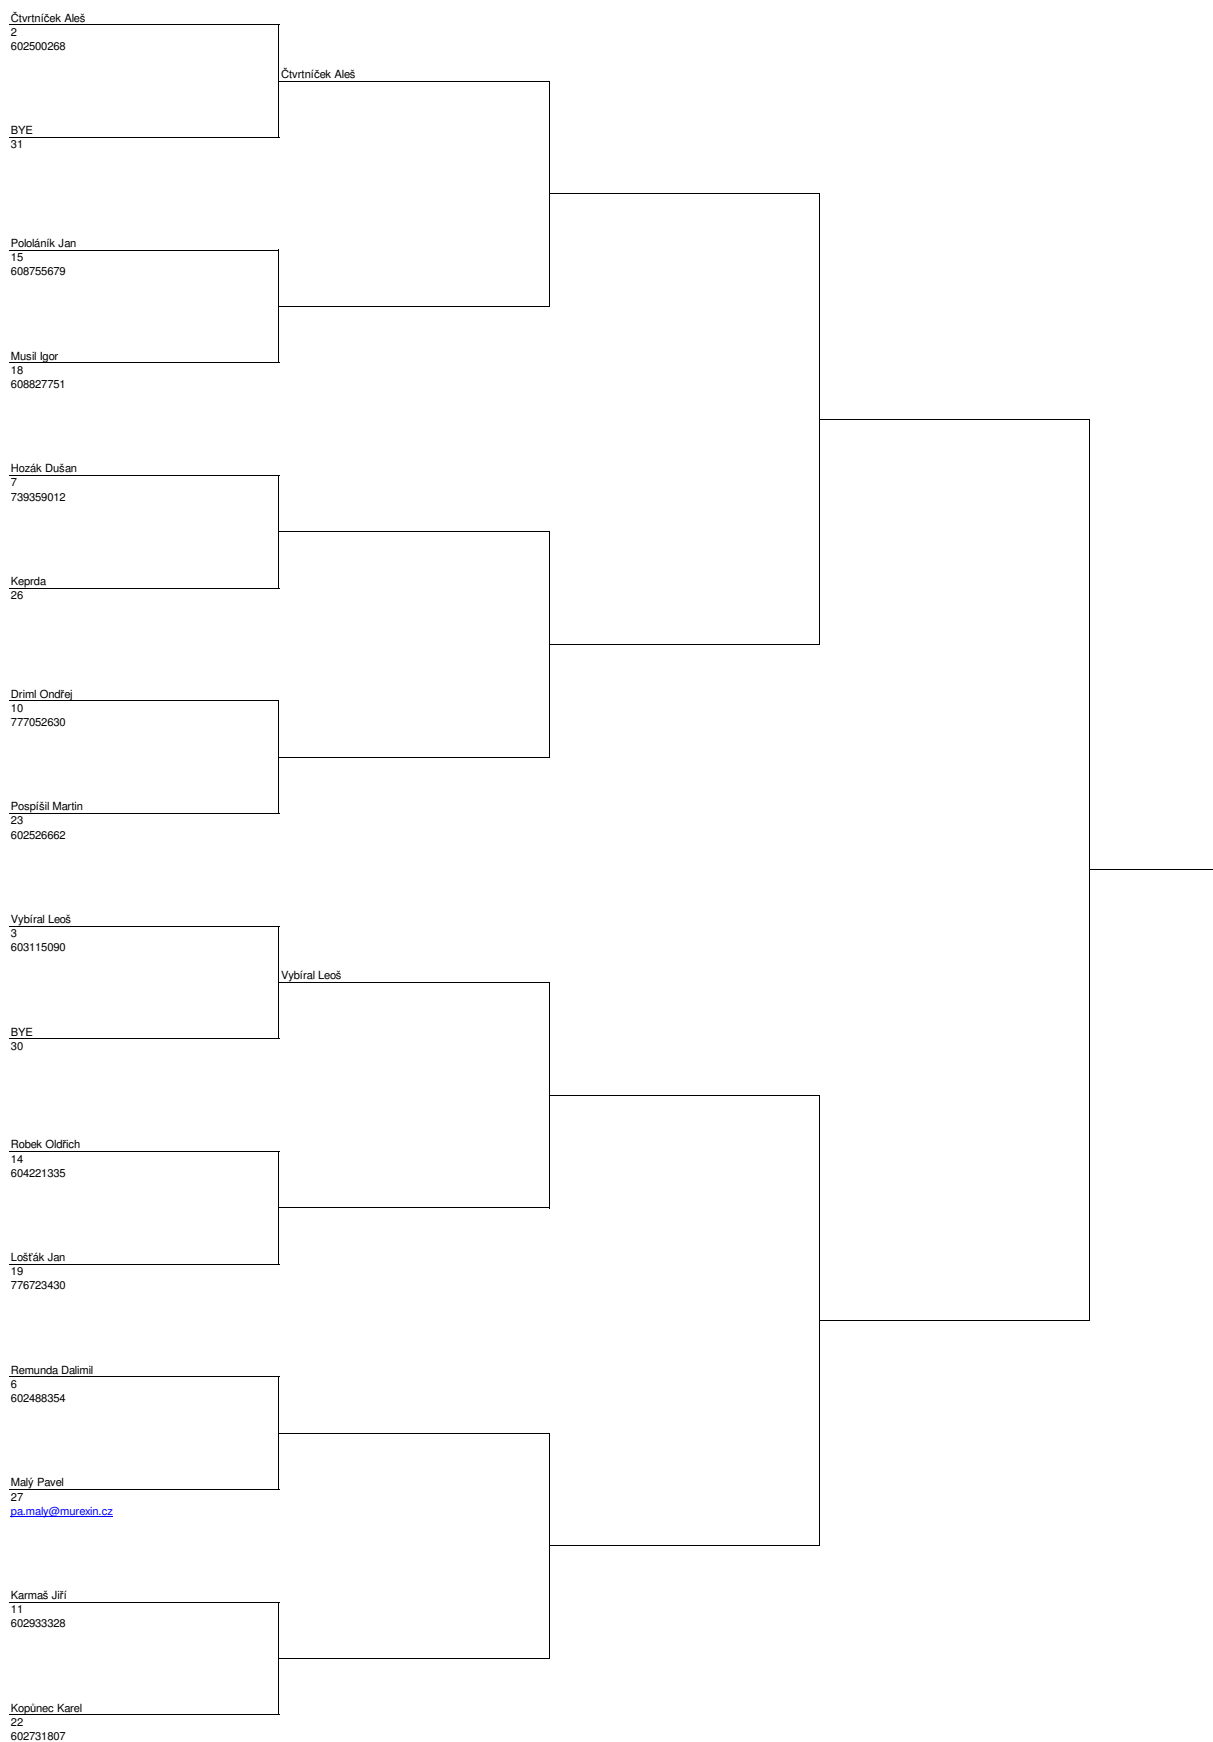 Čtvrtníček Aleš
2
602500268
Čtvrtníček Aleš
BYE
31
Pololáník Jan
15
608755679
Musil Igor
18
608827751
Hozák Dušan
7
739359012
Keprda
26
Driml Ondřej
10
777052630
Pospíšil Martin
23
602526662
Vybíral Leoš
3
603115090
Vybíral Leoš
BYE
30
Robek Oldřich
14
604221335
Lošťák Jan
19
776723430
Remunda Dalimil
6
602488354
Malý Pavel
27
pa.maly@murexin.cz
Karmaš Jiří
11
602933328
Kopůnec Karel
22
602731807